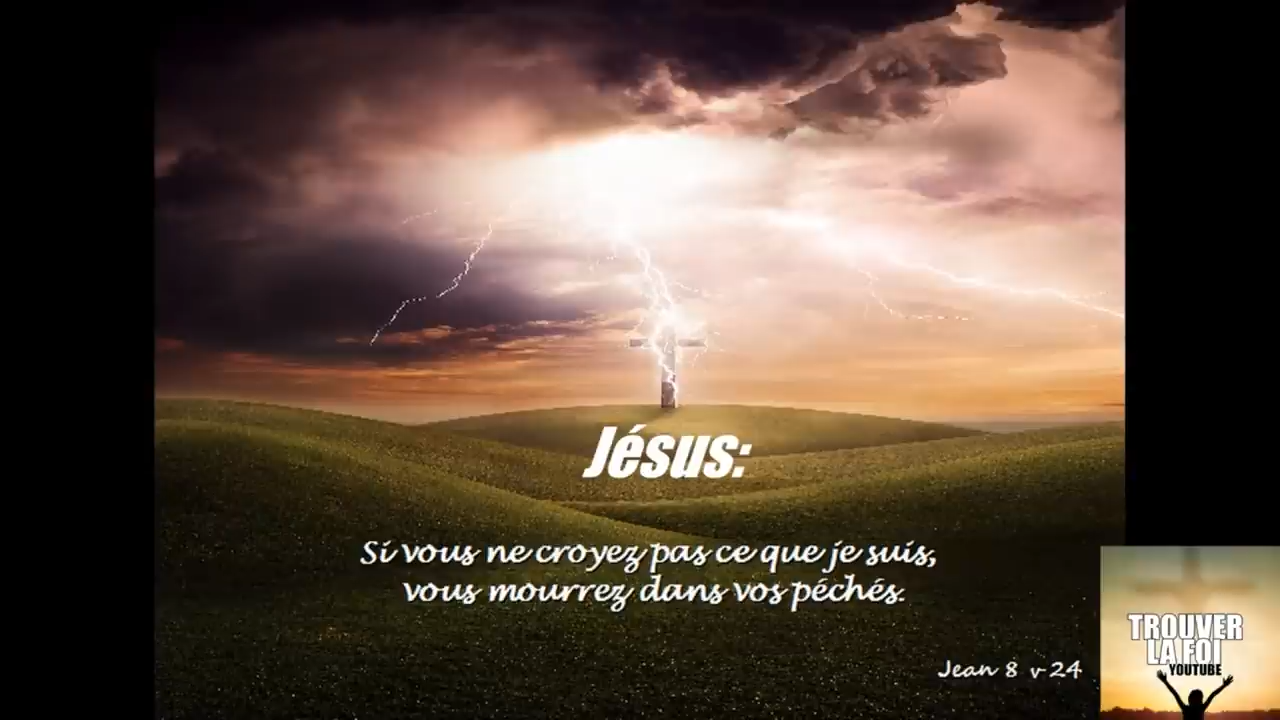 Jésus:
Si vous ne croyez pas ce que je suis,
vous mourrez dans vos péchés.
Jean 8 v 24
TROUVER
LA FOI
YOUTUBE